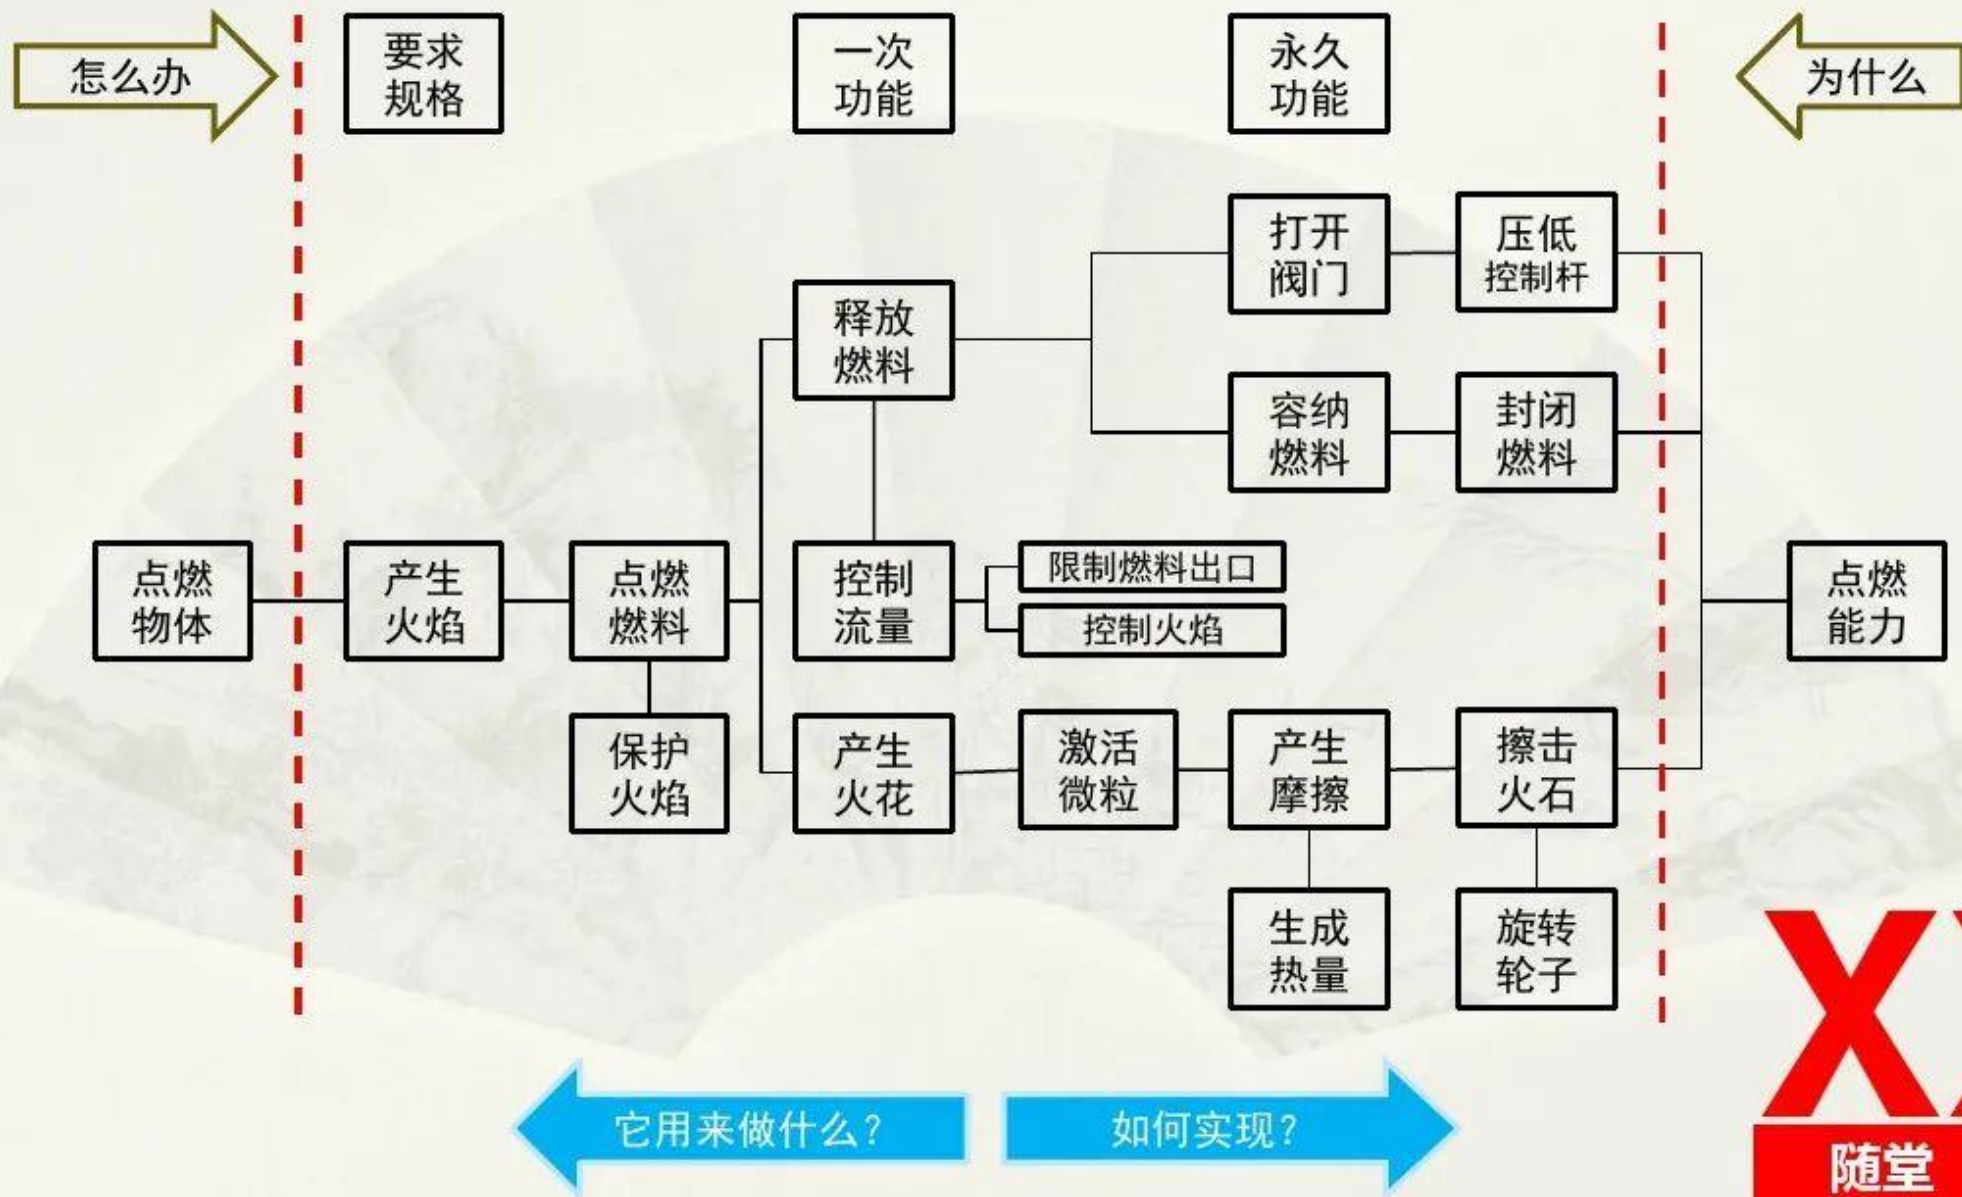 怎么办
要求
规格
一次
功能
永久
功能
为什么
打开
阀门
压低
控制杆
释放
燃料
容纳
燃料
封闭
燃料
点燃
物体
产生
火焰
点燃
燃料
控制
流量
限制燃料出口
控制火焰
点燃
能力
保护
火焰
产生
火花
激活
微粒
产生
摩擦
擦击
火石
生成
热量
旋转
轮子
它用来做什么?
如何实现?
X
随堂